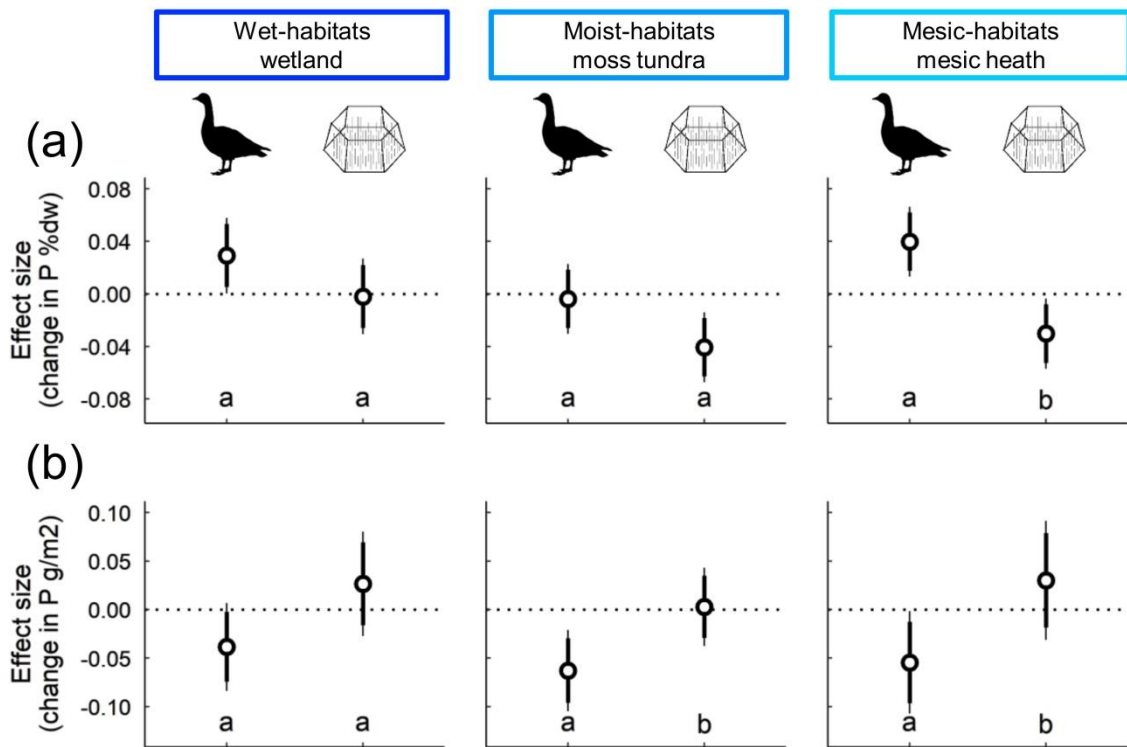 Wet-habitats
wetland
Moist-habitats
moss tundra
Mesic-habitats
mesic heath
(a)
Effect size
(change in P %dw)
0.08
0.04
0.00
-0.04
-0.08
a
a
a
a
a
b
(b)
Effect size
(change in P g/m2)
0.10
0.05
0.00
-0.05
-0.10
a
a
a
b
a
b